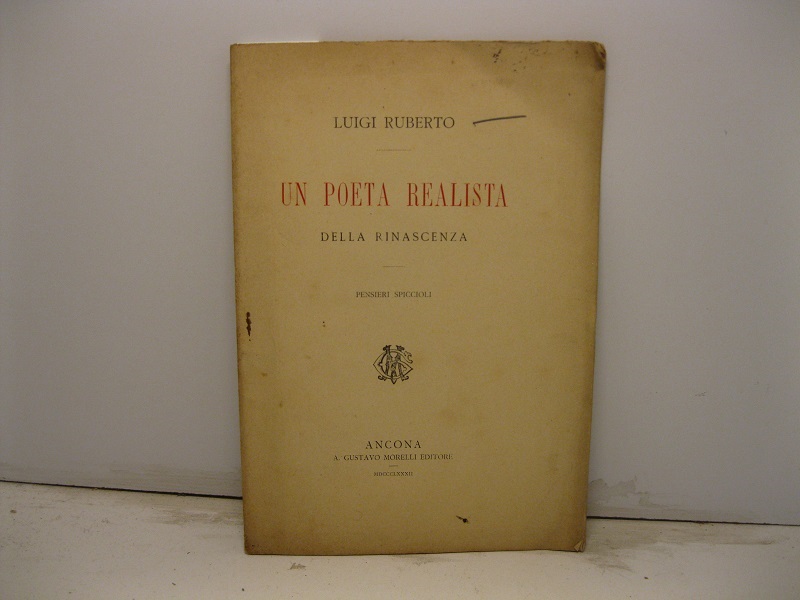 LUIGI RUBERTO
UN POETA REALISTA
DELLA RINASCENZA
PENSIERI SPICCIOLI
ANCONA
A. GUSTAVO MORELLI EDITORE
MDCCCLXXXII